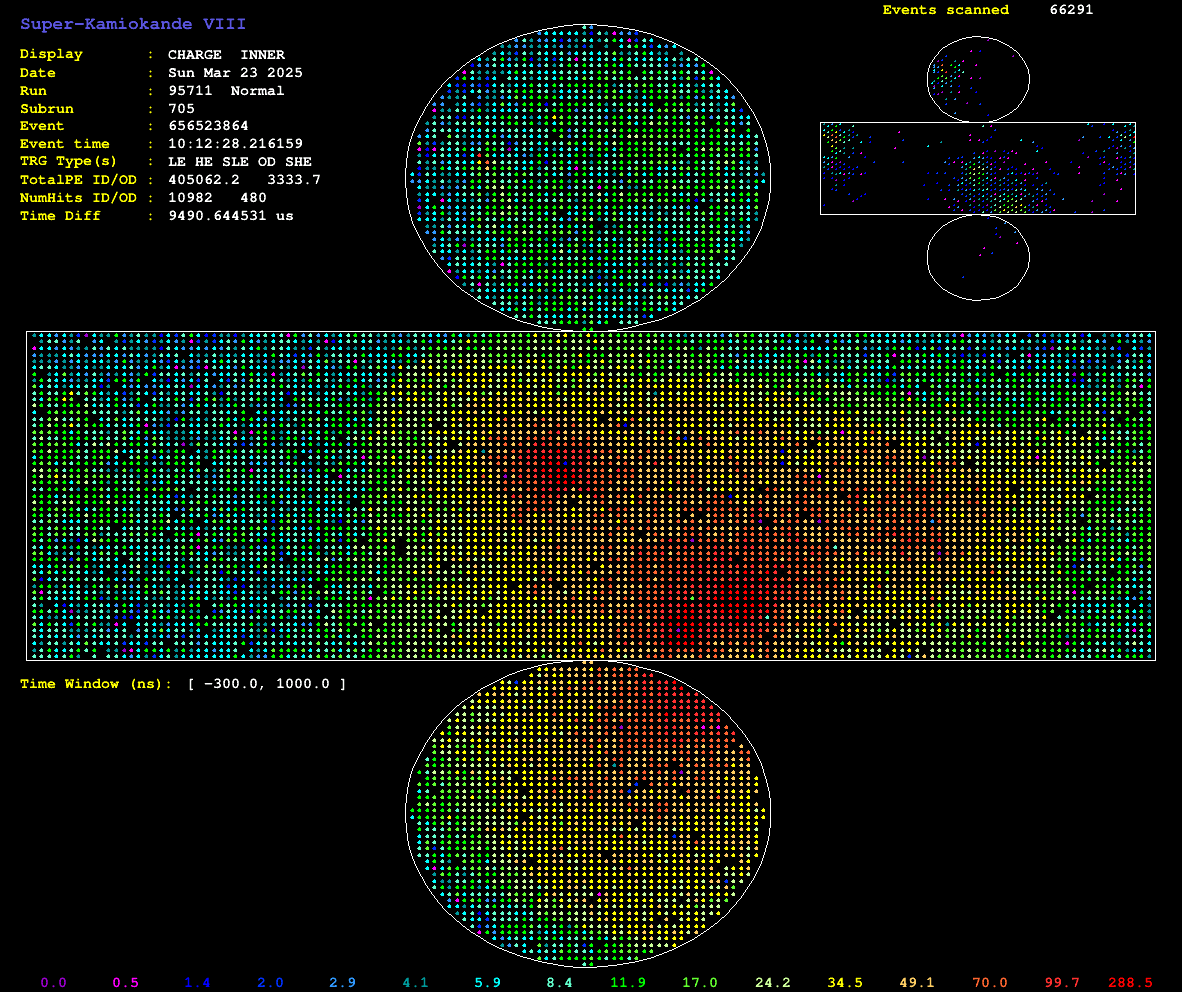 Super-Kamiokande VIII
Events scanned 66291
Display : CHARGE INNER
Date : Sun Mar 23 2025
Run : 95711 Normal
Subrun : 705
Event : 656523864
Event time : 10:12:28.216159
TRG Type(s) : LE HE SLE OD SHE
TotalPE ID/OD : 405062.2 3333.7
NumHits ID/OD : 10982 480
Time Diff : 9490.644531 us
Time Window (ns): [ -300.0, 1000.0 ]
0.0 0.5 1.4 2.0 2.9 4.1 5.9 8.4 11.9 17.0 24.2 34.5 49.1 70.0 99.7 288.5